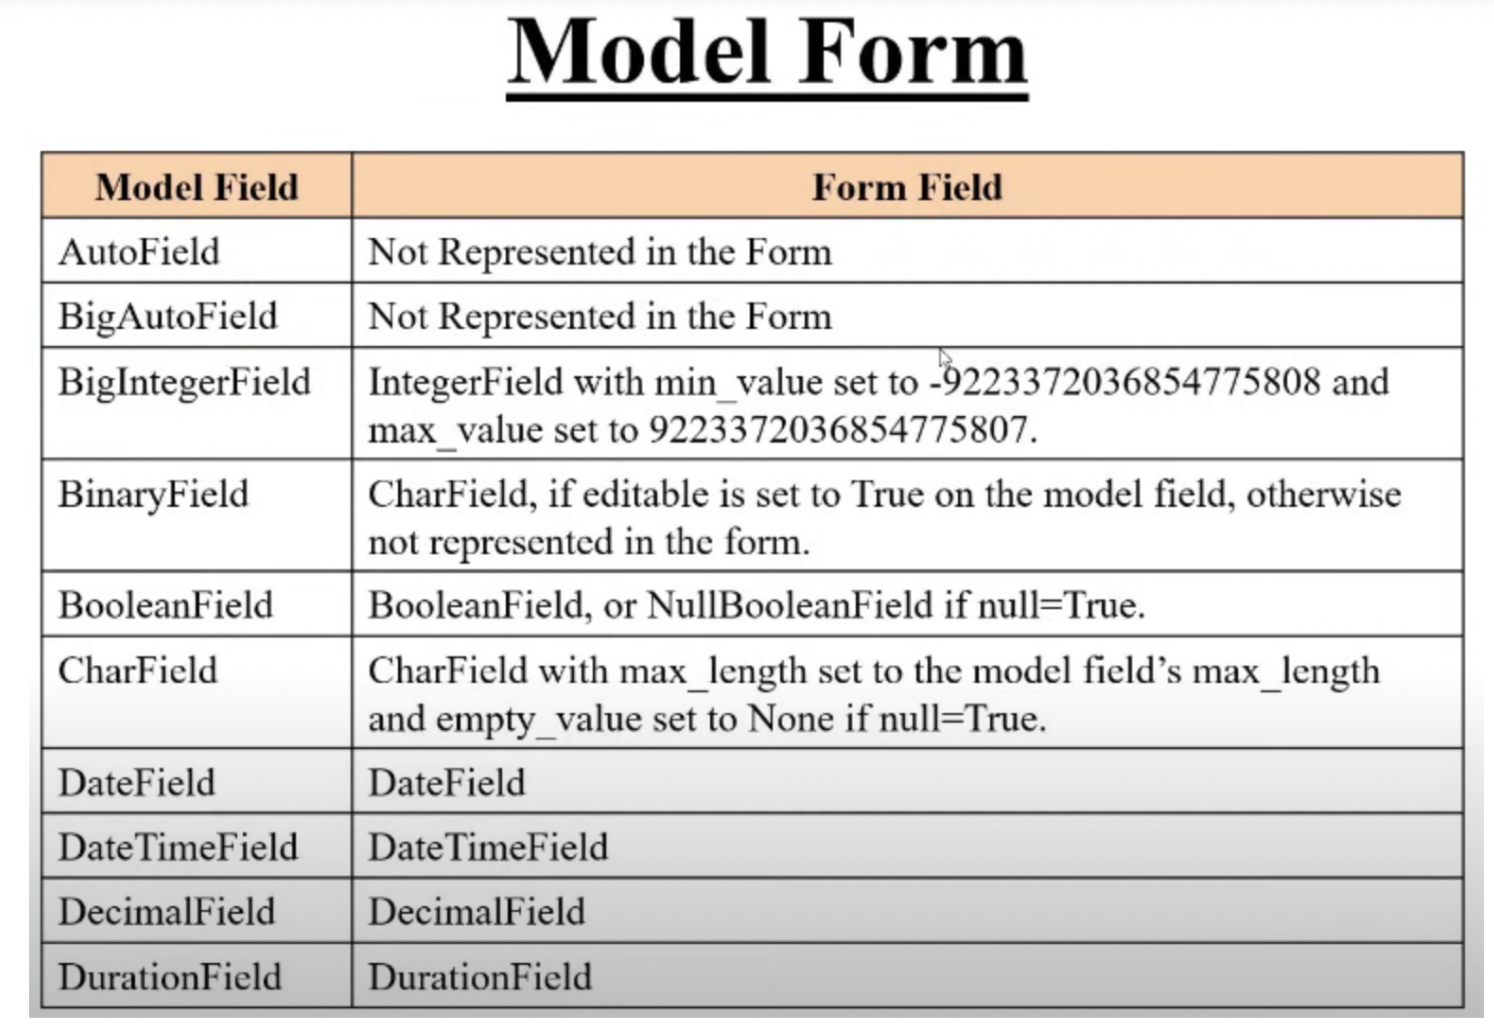 Model Form
Model Field Form Field
AutoField Not Represented in the Form
BigAutoField Not Represented in the Form
BigIntegerField IntegerField with min_value set to -9223372036854775808 and
max_value set to 9223372036854775807.
BinaryField CharField, if editable is set to True on the model field, otherwise
not represented in the form.
BooleanField BooleanField, or NullBooleanField if null=True.
CharField CharField with max_length set to the model field’s max_length
and empty_value set to None if null=True.
DateField DateField
DateTimeField DateTimeField
DecimalField DecimalField
DurationField DurationField